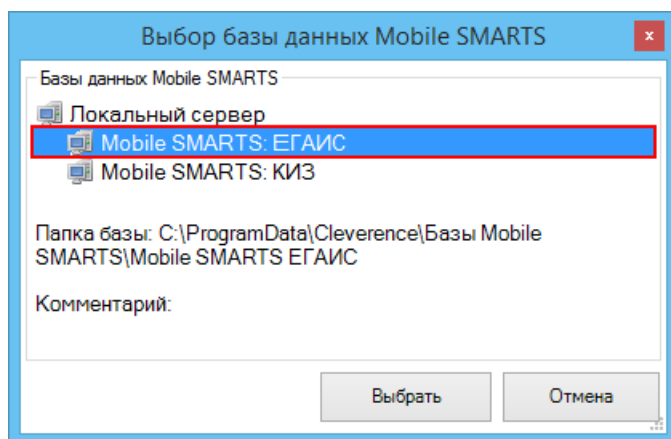 Выбор базы данных Mobile SMARTS
x
Базы данных Mobile SMARTS
Локальный сервер
Mobile SMARTS: ЕГАИС
Mobile SMARTS: КИЗ
Папка базы: C:\ProgramData\Cleverence\Базы Mobile
SMARTS\Mobile SMARTS ЕГАИС
Комментарий:
Выбрать
Отмена